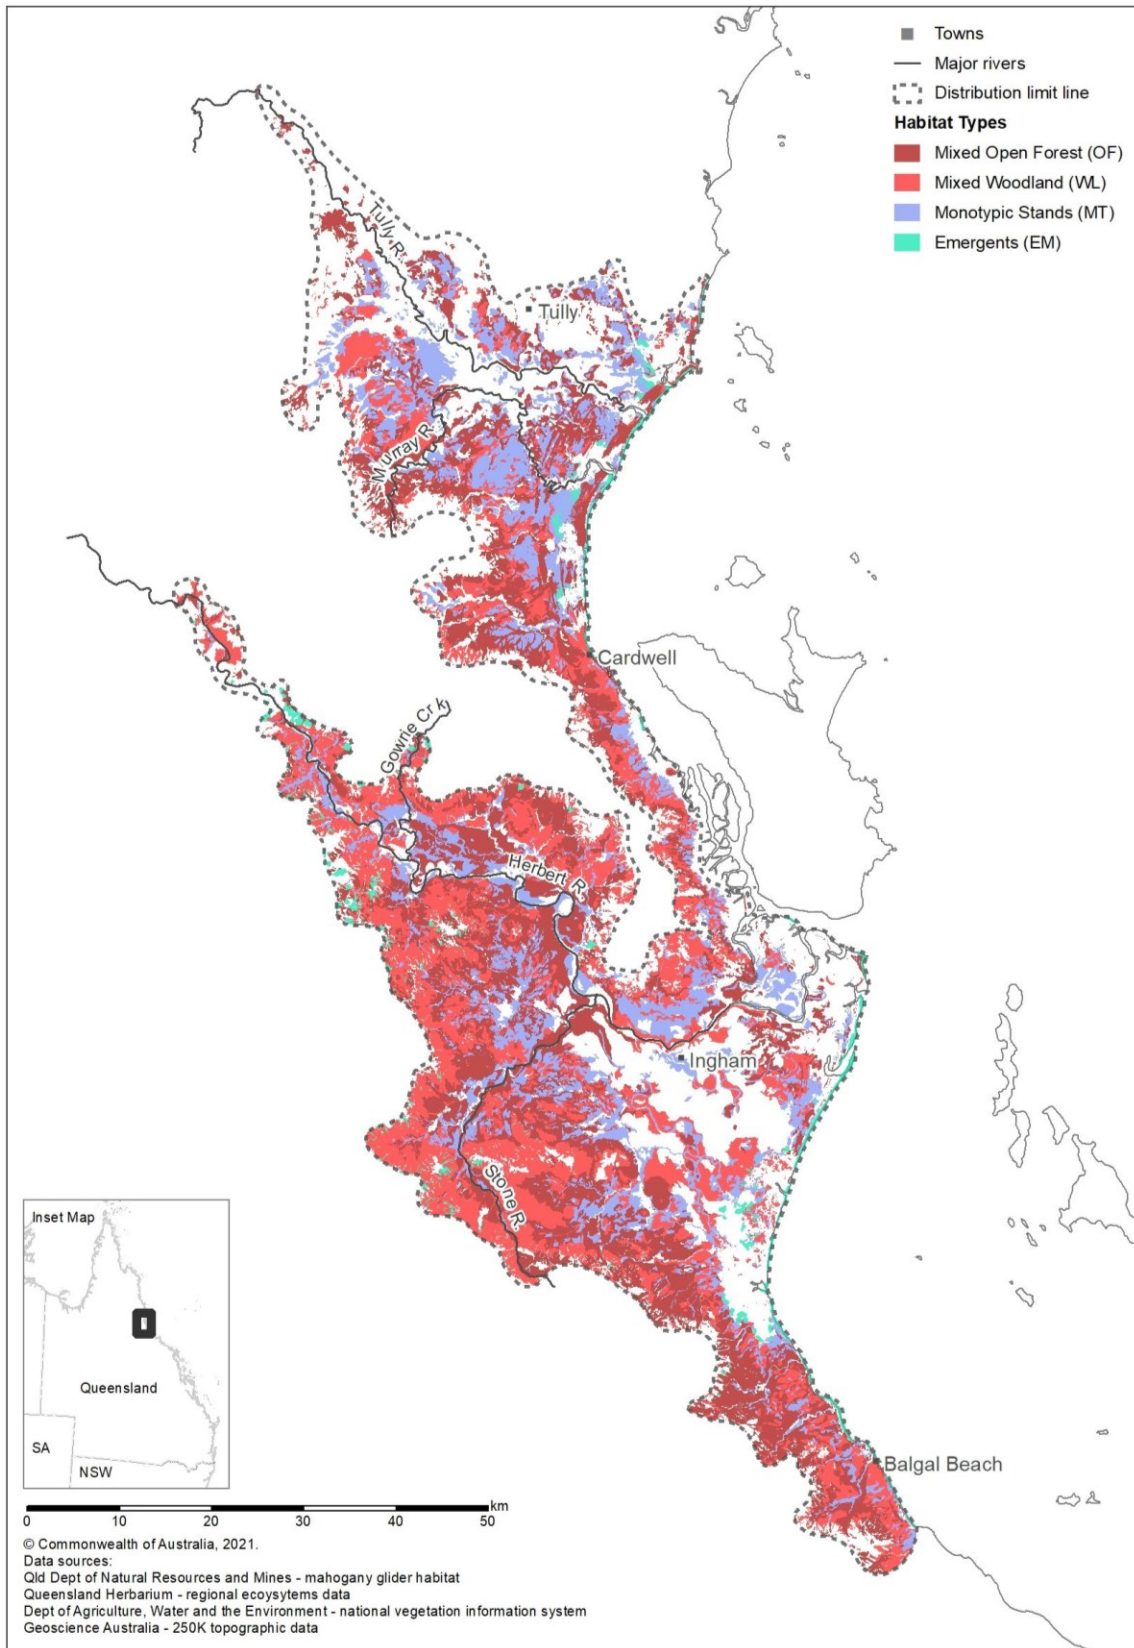 Towns
Major rivers
Distribution limit line
Habitat Types
Mixed Open Forest (OF)
Mixed Woodland (WL)
Monotypic Stands (MT)
Emergents (EM)
Tully R.
Tully
Murray R.
Cardwell
Gowrie Crk
Herbert R.
Ingham
Stone R.
Balgal Beach
Inset Map
Queensland
SA
NSW
km
0 10 20 30 40 50
© Commonwealth of Australia, 2021.
Data sources:
Qld Dept of Natural Resources and Mines - mahogany glider habitat
Queensland Herbarium - regional ecoysytems data
Dept of Agriculture, Water and the Environment - national vegetation information system
Geoscience Australia - 250K topographic data